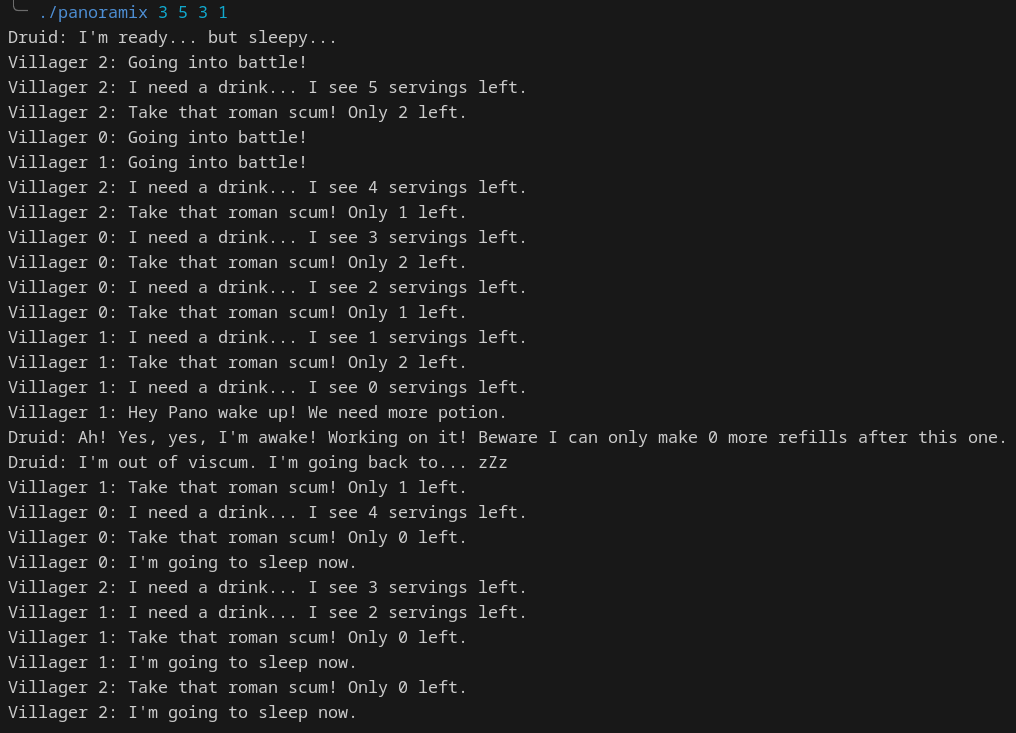 ./panoramix 3 5 3 1
Druid: I'm ready... but sleepy...
Villager 2: Going into battle!
Villager 2: I need a drink... I see 5 servings left.
Villager 2: Take that roman scum! Only 2 left.
Villager 0: Going into battle!
Villager 1: Going into battle!
Villager 2: I need a drink... I see 4 servings left.
Villager 2: Take that roman scum! Only 1 left.
Villager 0: I need a drink... I see 3 servings left.
Villager 0: Take that roman scum! Only 2 left.
Villager 0: I need a drink... I see 2 servings left.
Villager 0: Take that roman scum! Only 1 left.
Villager 1: I need a drink... I see 1 servings left.
Villager 1: Take that roman scum! Only 2 left.
Villager 1: I need a drink... I see 0 servings left.
Villager 1: Hey Pano wake up! We need more potion.
Druid: Ah! Yes, yes, I'm awake! Working on it! Beware I can only make 0 more refills after this one.
Druid: I'm out of viscum. I'm going back to... zZz
Villager 1: Take that roman scum! Only 1 left.
Villager 0: I need a drink... I see 4 servings left.
Villager 0: Take that roman scum! Only 0 left.
Villager 0: I'm going to sleep now.
Villager 2: I need a drink... I see 3 servings left.
Villager 1: I need a drink... I see 2 servings left.
Villager 1: Take that roman scum! Only 0 left.
Villager 1: I'm going to sleep now.
Villager 2: Take that roman scum! Only 0 left.
Villager 2: I'm going to sleep now.